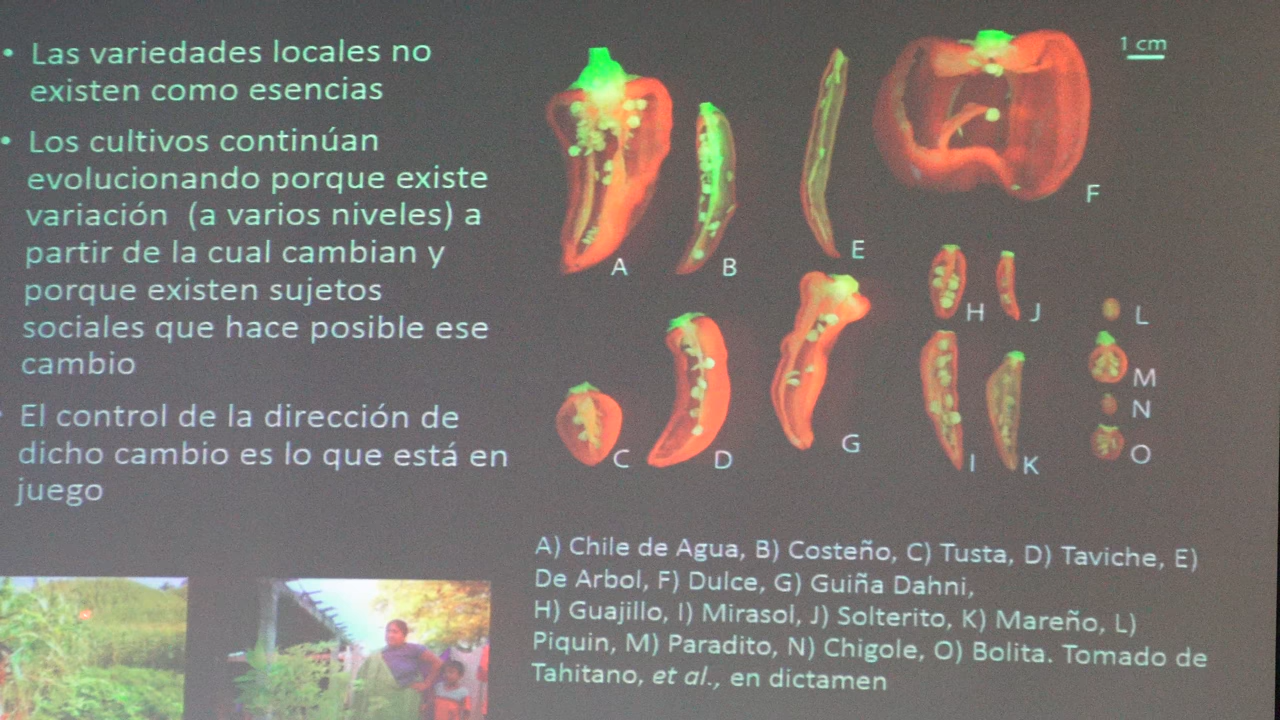 • Las variedades locales no
existen como esencias
• Los cultivos continúan
evolucionando porque existe
variación (a varios niveles) a
partir de la cual cambian y
porque existen sujetos
sociales que hace posible ese
cambio
• El control de la dirección de
dicho cambio es lo que está en
juego
1 cm
A
B
E
F
C
D
G
H
J
I
K
L
M
N
O
A) Chile de Agua, B) Costeño, C) Tusta, D) Taviche, E)
De Arbol, F) Dulce, G) Guiña Dahni,
H) Guajillo, I) Mirasol, J) Solterito, K) Mareño, L)
Piquin, M) Paradito, N) Chigole, O) Bolita. Tomado de
Tahitano, et al., en dictamen